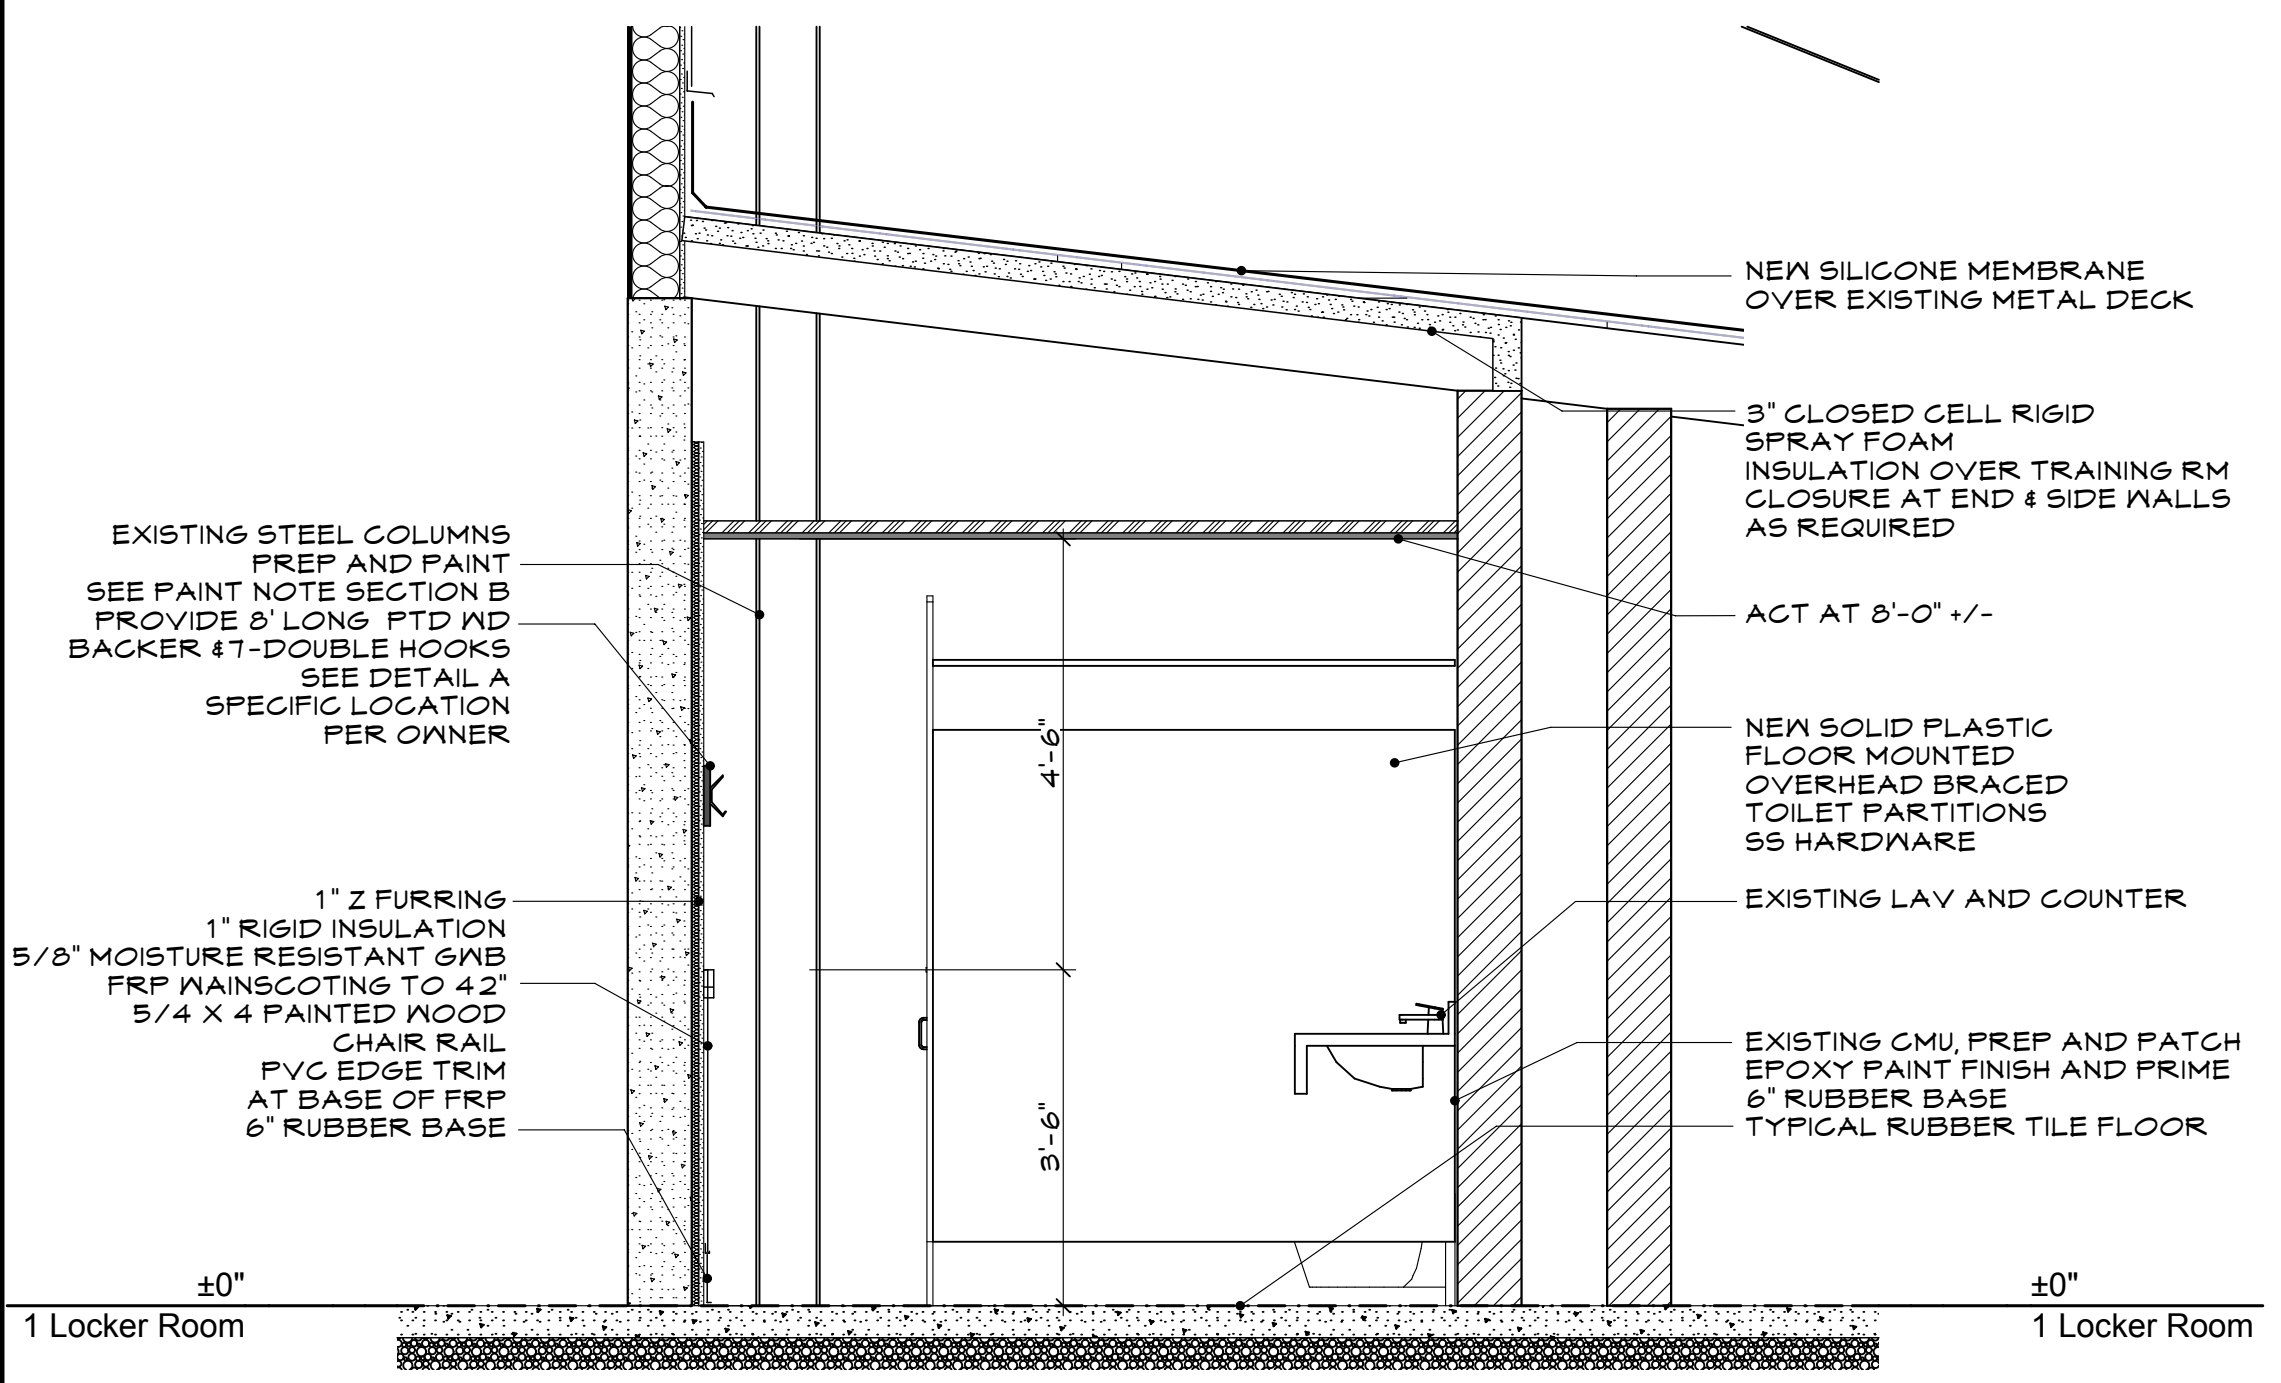 NEW SILICONE MEMBRANE
OVER EXISTING METAL DECK
3" CLOSED CELL RIGID
SPRAY FOAM
INSULATION OVER TRAINING RM
CLOSURE AT END & SIDE WALLS
AS REQUIRED
EXISTING STEEL COLUMNS
PREP AND PAINT
SEE PAINT NOTE SECTION B
PROVIDE 8' LONG PTD WD
BACKER &7-DOUBLE HOOKS
SEE DETAIL A
SPECIFIC LOCATION
PER OWNER
ACT AT 8'-0" +/-
4'-6"
NEW SOLID PLASTIC
FLOOR MOUNTED
OVERHEAD BRACED
TOILET PARTITIONS
SS HARDWARE
1" Z FURRING
1" RIGID INSULATION
5/8" MOISTURE RESISTANT GWB
FRP WAINSCOTING TO 42"
5/4 X 4 PAINTED WOOD
CHAIR RAIL
PVC EDGE TRIM
AT BASE OF FRP
6" RUBBER BASE
EXISTING LAV AND COUNTER
3'-6"
EXISTING CMU, PREP AND PATCH
EPOXY PAINT FINISH AND PRIME
6" RUBBER BASE
TYPICAL RUBBER TILE FLOOR
±0"
1 Locker Room
±0"
1 Locker Room